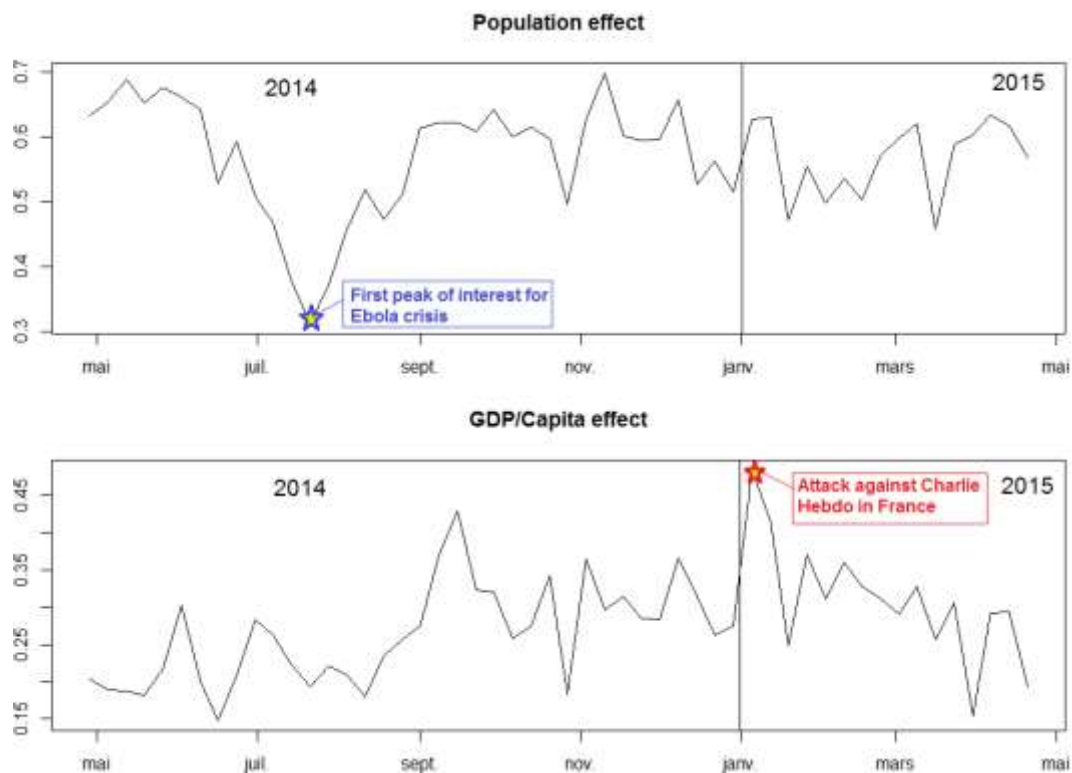 Population effect
0.7
0.6
0.5
0.4
0.3
2014
2015
First peak of interest for
Ebola crisis
mai
juil.
sept.
nov.
janv.
mars
mai
GDP/Capita effect
0.45
0.35
0.25
0.15
2014
2015
Attack against Charlie
Hebdo in France
mai
juil.
sept.
nov.
janv.
mars
mai